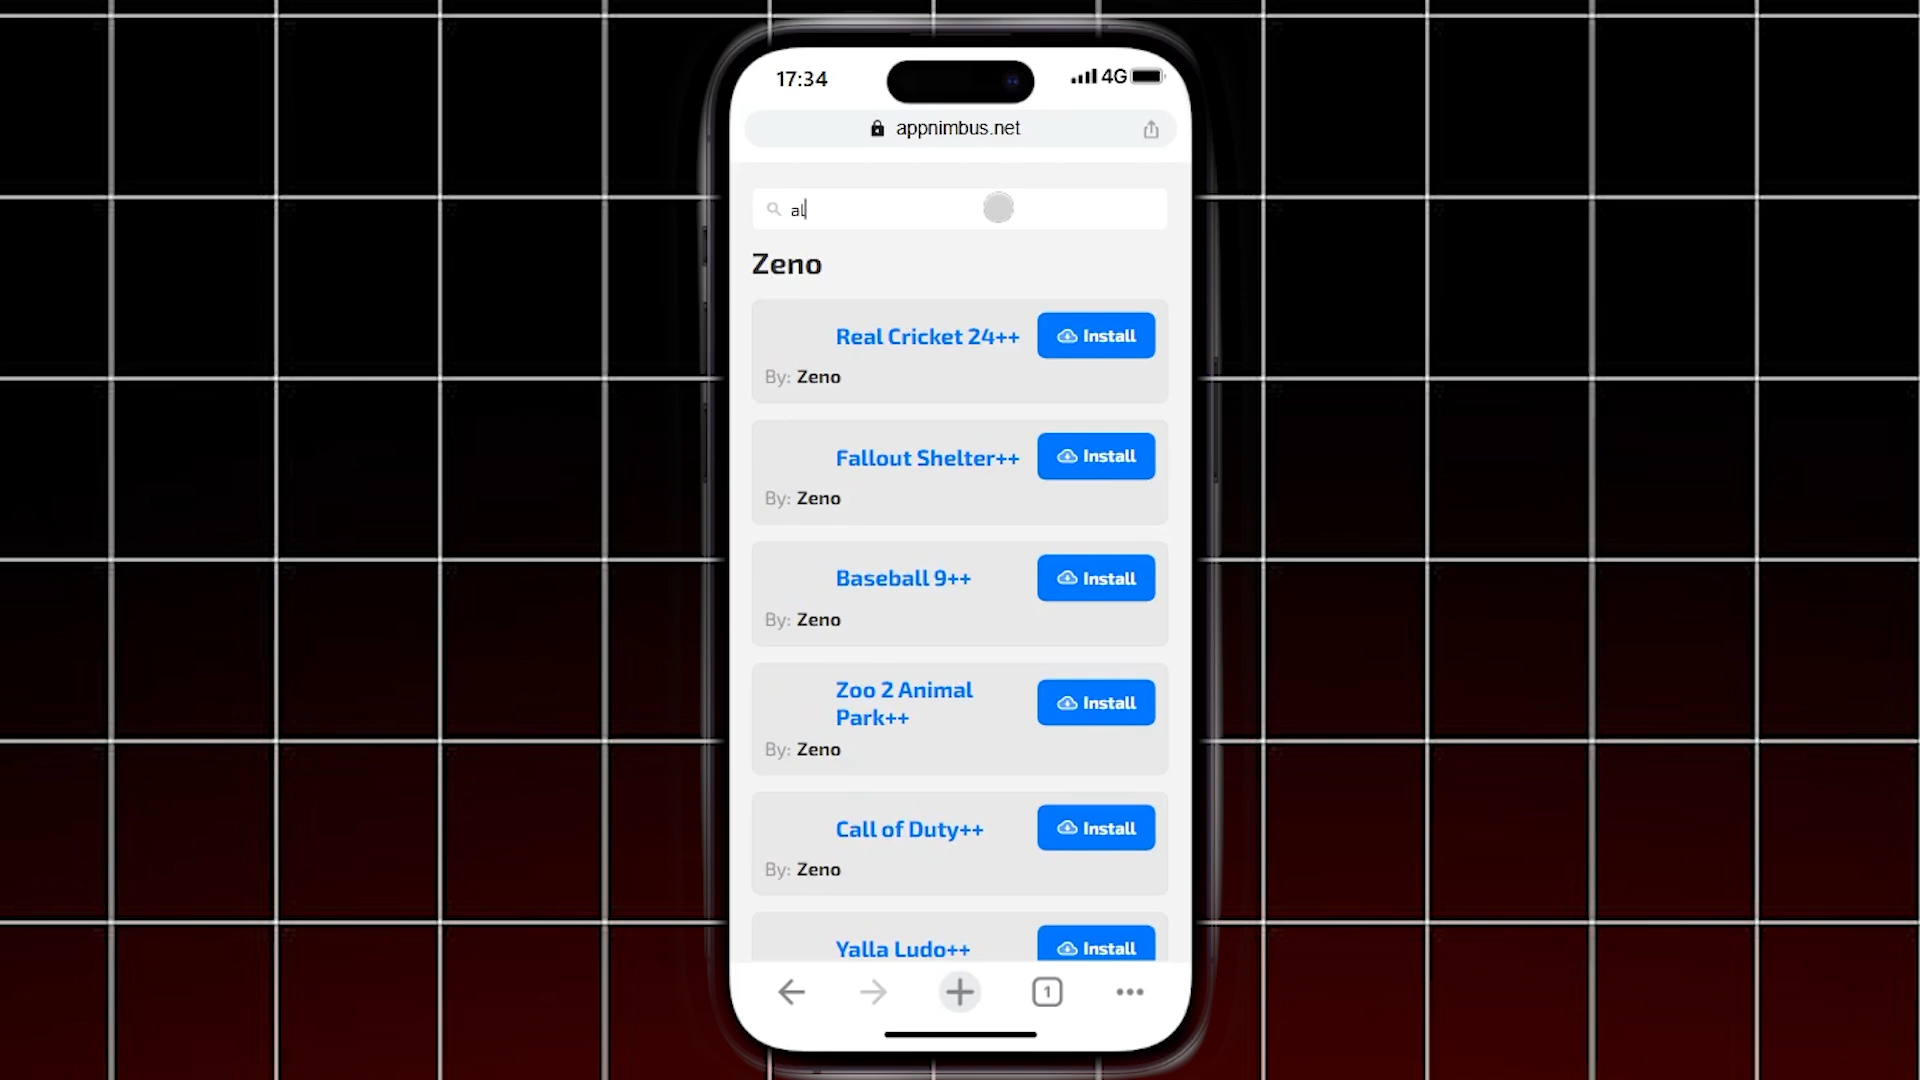 17:34
4G
appnimbus.net
al
Zeno
Real Cricket 24++
Install
By: Zeno
Fallout Shelter++
Install
By: Zeno
Baseball 9++
Install
By: Zeno
Zoo 2 Animal
Park++
Install
By: Zeno
Call of Duty++
Install
By: Zeno
Yalla Ludo++
Install
1